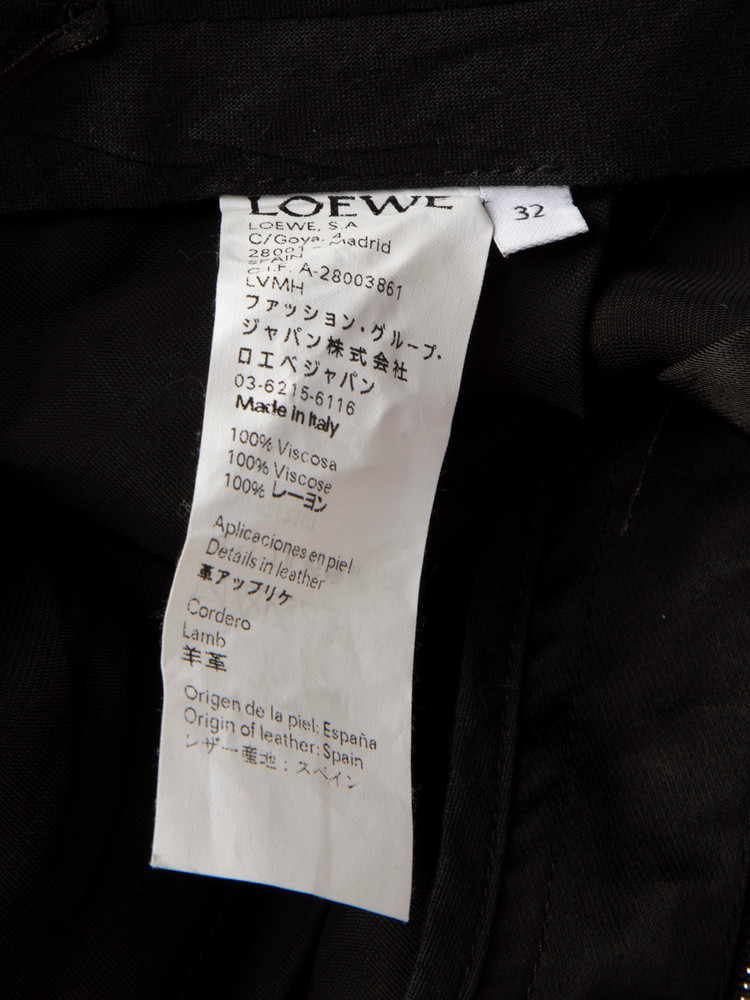 LOEWE
32
LOEWE, S.A
C/Goya, 4 Madrid
28001 -
SPAIN
C.I.F. A-28003861
LVMH
ファッション・グループ・
ジャパン株式会社
ロエベジャパン
03-6215-6116
Made in Italy
100% Viscosa
100% Viscose
100% レーヨン
Aplicaciones en piel
Details in leather
革アップリケ
Cordero
Lamb
羊革
Origen de la piel: España
Origin of leather: Spain
ンザー産地：スペイン